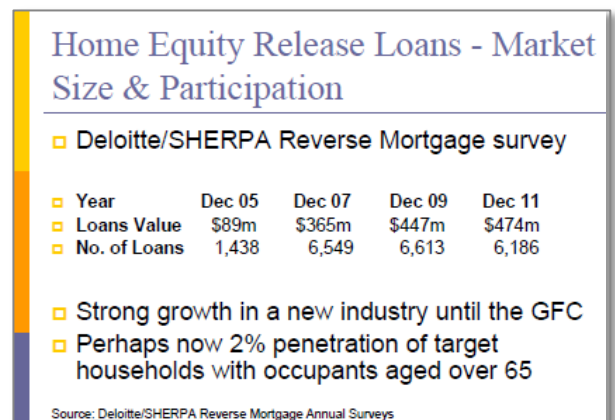 Home Equity Release Loans - Market
Size & Participation
Deloitte/SHERPA Reverse Mortgage survey
Year Dec 05 Dec 07 Dec 09 Dec 11
Loans Value $89m $365m $447m $474m
No. of Loans 1,438 6,549 6,613 6,186
Strong growth in a new industry until the GFC
Perhaps now 2% penetration of target
households with occupants aged over 65
Source: Deloitte/SHERPA Reverse Mortgage Annual Surveys